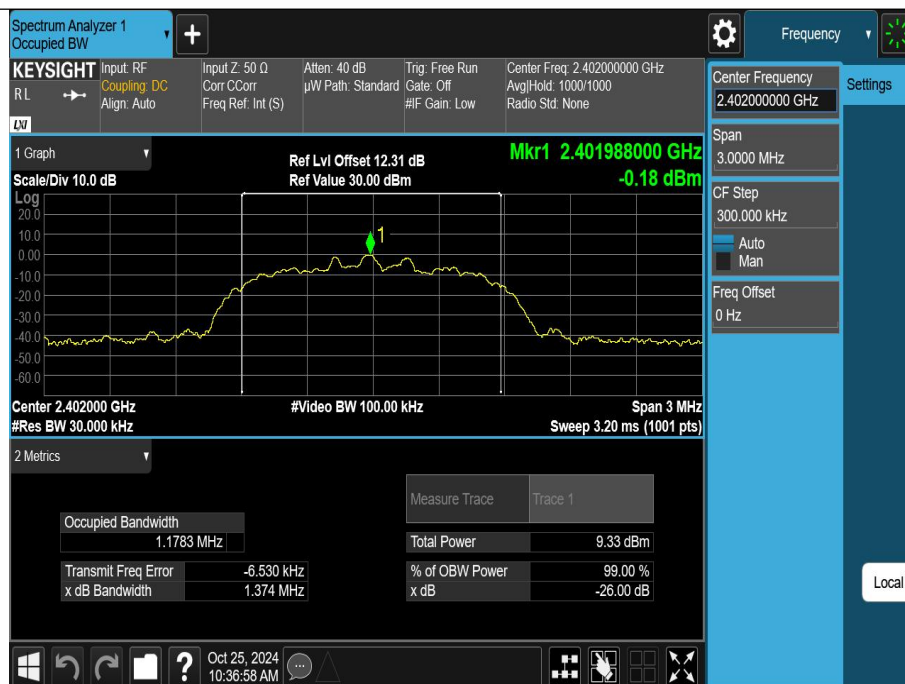 Spectrum Analyzer 1
Occupied BW
Frequency
KEYSIGHT
RL
LXI
Input: RF
Coupling: DC
Align: Auto
Input Z: 50 Ω
Corr CCorr
Freq Ref: Int (S)
Atten: 40 dB
µW Path: Standard
Trig: Free Run
Gate: Off
#IF Gain: Low
Center Freq: 2.402000000 GHz
Avg|Hold: 1000/1000
Radio Std: None
Center Frequency
2.402000000 GHz
Settings
Span
3.0000 MHz
CF Step
300.000 kHz
Auto
Man
Freq Offset
0 Hz
Local
1 Graph
Scale/Div 10.0 dB
Ref Lvl Offset 12.31 dB
Ref Value 30.00 dBm
Mkr1 2.401988000 GHz
-0.18 dBm
Log
20.0
10.0
0.00
-10.0
-20.0
-30.0
-40.0
-50.0
-60.0
1
Center 2.402000 GHz
#Video BW 100.00 kHz
Span 3 MHz
#Res BW 30.000 kHz
Sweep 3.20 ms (1001 pts)
2 Metrics
Measure Trace
Trace 1
Occupied Bandwidth
1.1783 MHz
Total Power
9.33 dBm
Transmit Freq Error
-6.530 kHz
% of OBW Power
99.00 %
x dB Bandwidth
1.374 MHz
x dB
-26.00 dB
?
Oct 25, 2024
10:36:58 AM